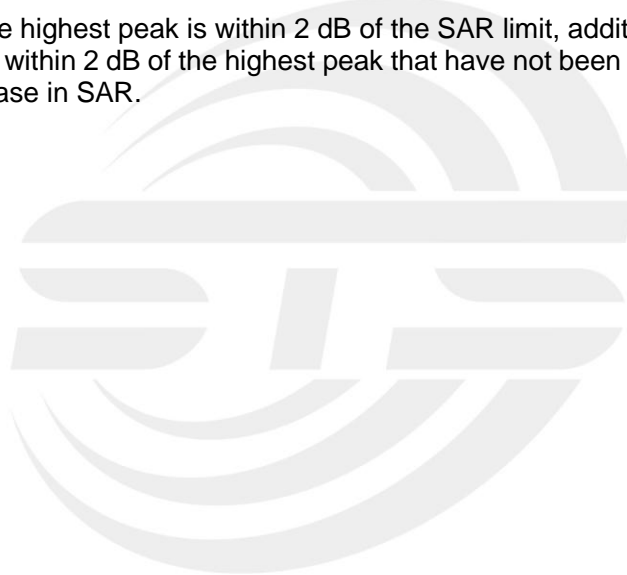 e highest peak is within 2 dB of the SAR limit, addit
within 2 dB of the highest peak that have not been
ase in SAR.
STS